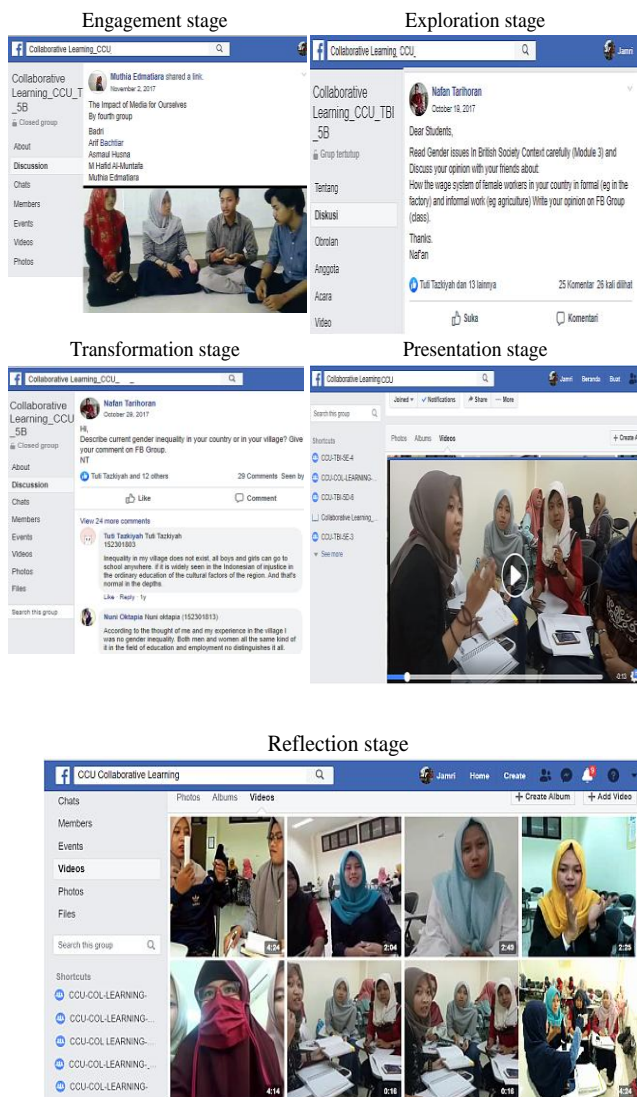 Engagement stage
Collaborative Learning_CCU_
Collaborative
Learning_CCU_T
_5B
Closed group
About
Discussion
Chats
Members
Events
Videos
Photos
Muthia Edmatiara shared a link.
November 2, 2017
The Impact of Media for Ourselves
By fourth group
Badri
Arif Bachtiar
Asmaul Husna
M Hafid Al-Muntafa
Muthia Edmatiara
Exploration stage
Collaborative Learning_CCU_
Jamri
Collaborative
Learning_CCU_TBI
_5B
Grup tertutup
Tentang
Diskusi
Obrolan
Anggota
Acara
Video
Nafan Tarihoran
October 19, 2017
Dear Students,
Read Gender issues In British Society Context carefully (Module 3) and
Discuss your opinion with your friends about:
How the wage system of female workers in your country in formal (eg in the
factory) and informal work (eg agriculture) Write your opinion on FB Group
(class).
Thanks.
Naf'an
Tuti Tazkiyah dan 13 lainnya
25 Komentar 26 kali dilihat
Suka
Komentari
Transformation stage
Collaborative Learning_CCU_ _
Collaborative
Learning_CCU
_5B
Closed group
About
Discussion
Chats
Members
Events
Videos
Photos
Files
Search this group
Nafan Tarihoran
October 28, 2017
Hi,
Describe current gender inequality in your country or in your village? Give
your comment on FB Group.
NT
Tuti Tazkiyah and 12 others
29 Comments Seen by
Like
Comment
View 24 more comments
Tuti Tazkiyah Tuti Tazkiyah
152301803
Inequality in my village does not exist, all boys and girls can go to
school anywhere. if it is widely seen in the Indonesian of injustice in
the ordinary education of the cultural factors of the region. And that's
normal in the depths.
Like · Reply · 1y
Nuni Oktapia Nuni oktapia (152301813)
According to the thought of me and my experience in the village I
was no gender inequality. Both men and women all the same kind of
it in the field of education and employment no distinguishes it all.
Presentation stage
Collaborative Learning CCU
Jamri
Beranda
Buat
Joined
Notifications
Share
More
Search this group
Photos
Albums
Videos
+ Create A
Shortcuts
CCU-TBI-5E-4
CCU-COL-LEARNING-...
CCU-TBI-5D-6
Collaborative Learning_...
CCU-TBI-5E-3
See more
-0:13
Reflection stage
CCU Collaborative Learning
Jamri
Home
Create
Chats
Members
Events
Videos
Photos
Files
Search this group
Shortcuts
CCU-COL-LEARNING-
CCU-COL-LEARNING-...
CCU LEARNING-...
CCU-COL-LEARNING-_...
CCU-COL-LEARNING-
Photos
Albums
Videos
+ Create Album
+ Add Video
4:24
2:04
2:43
2:25
4:14
0:16
0:16
4:24